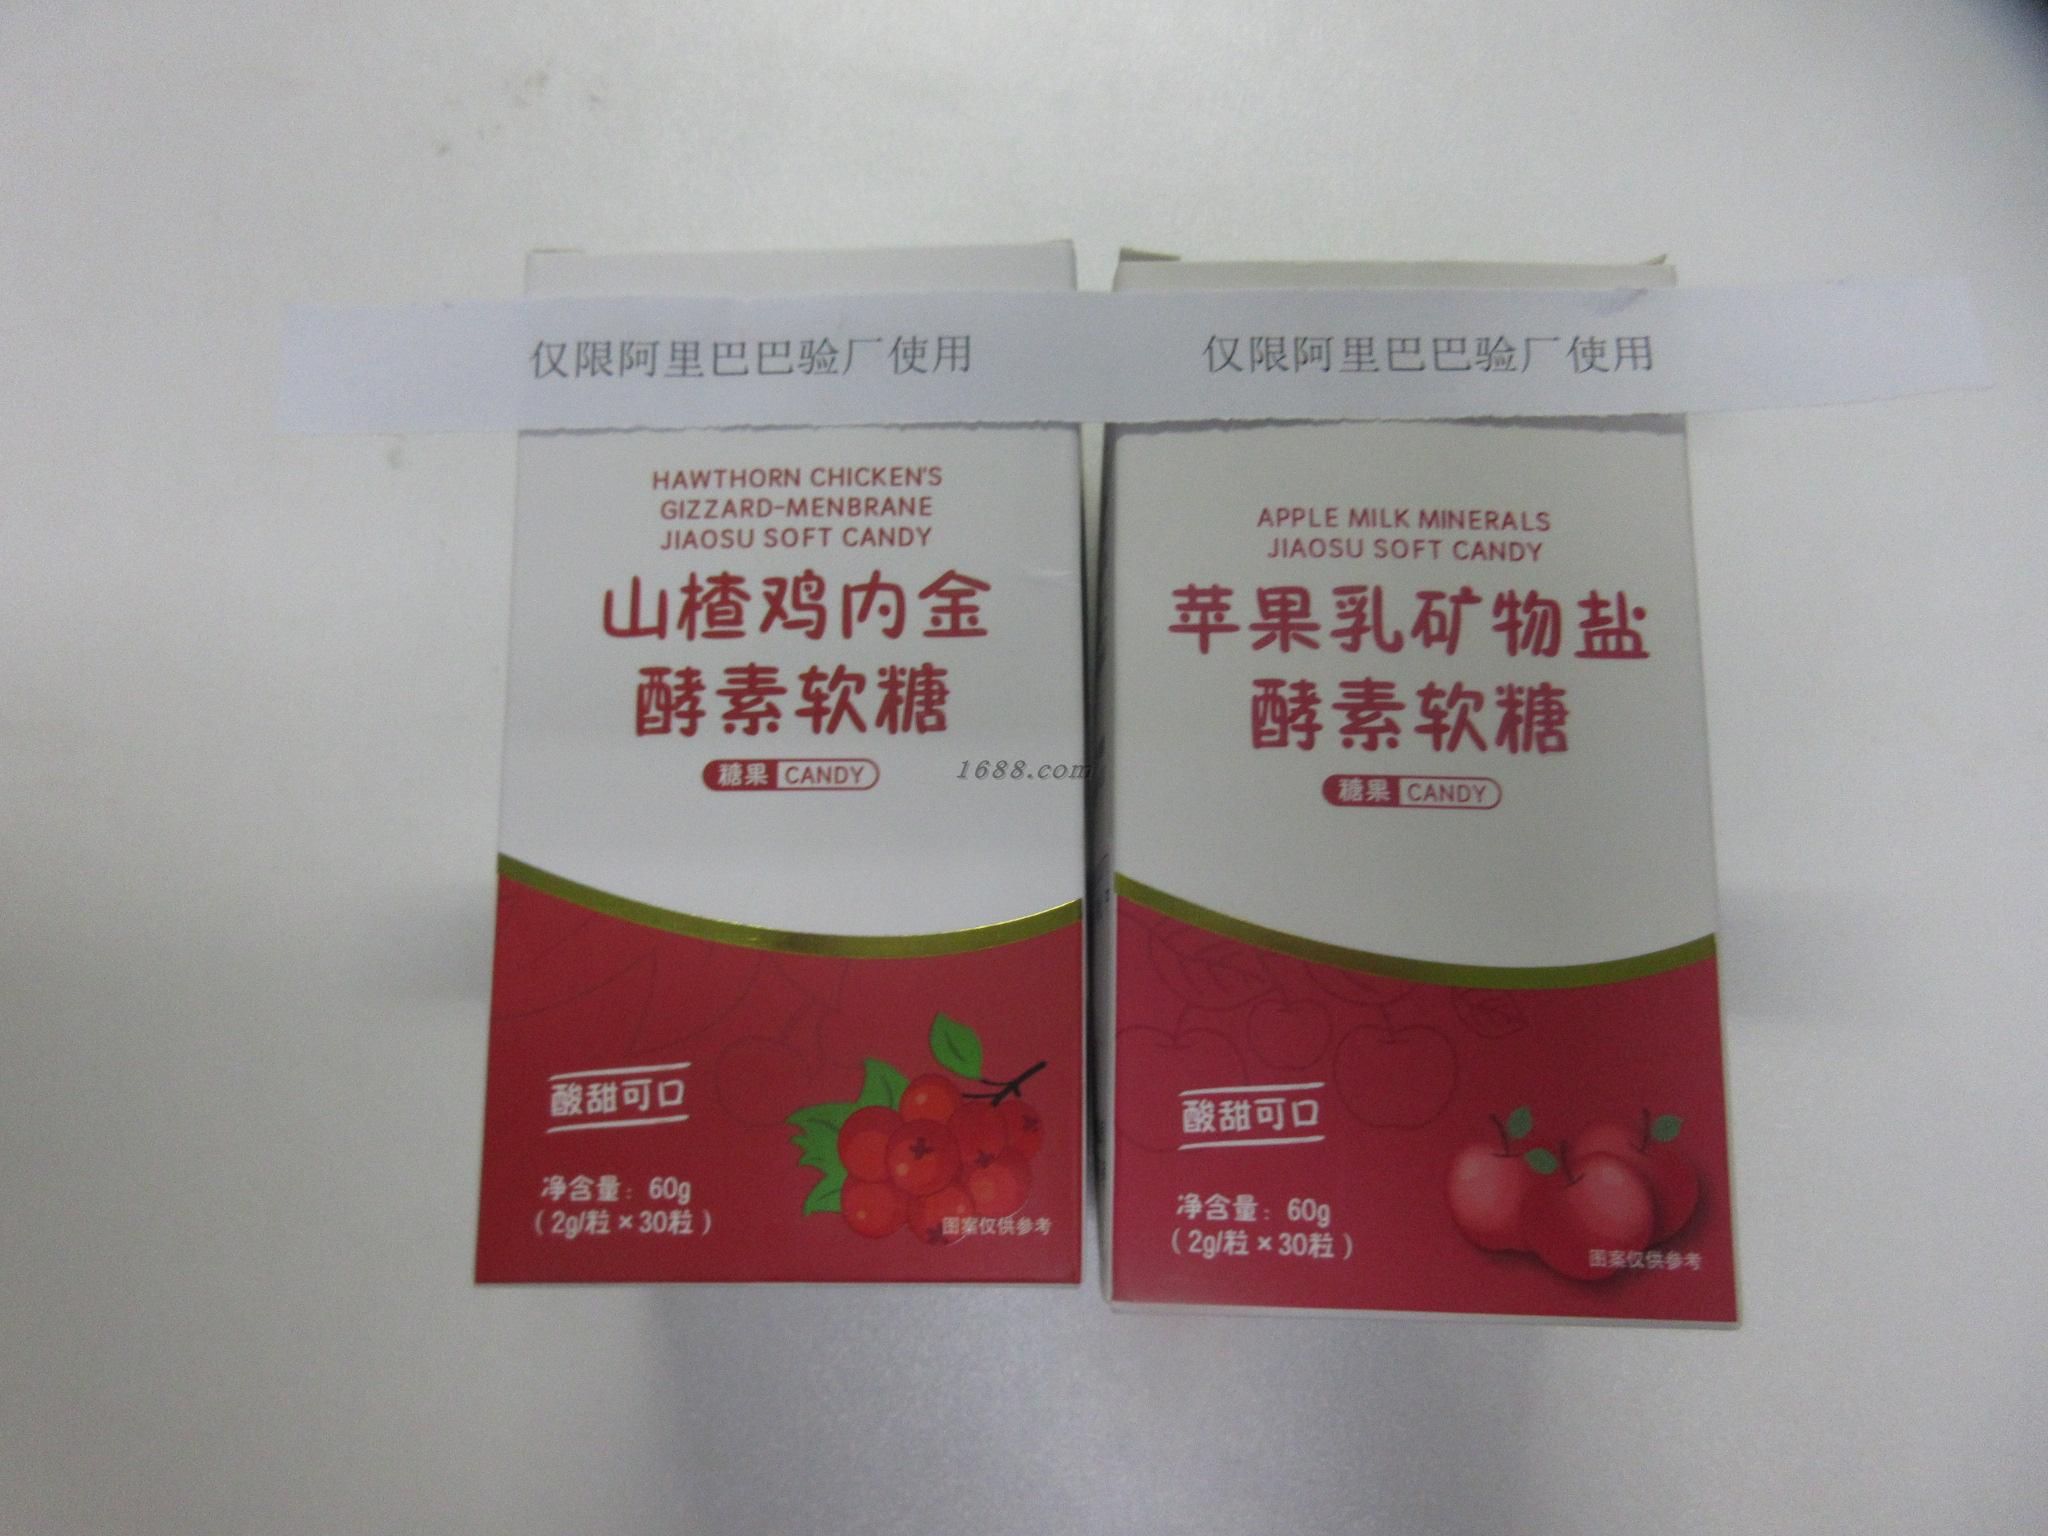 仅限阿里巴巴验厂使用
仅限阿里巴巴验厂使用
HAWTHORN CHICKEN'S
GIZZARD-MENBRANE
JIAOSU SOFT CANDY
山楂鸡内金
酵素软糖
糖果 CANDY
1688.com
酸甜可口
净含量：60g
（2g/粒×30粒）
图案仅供参考
APPLE MILK MINERALS
JIAOSU SOFT CANDY
苹果乳矿物盐
酵素软糖
糖果 CANDY
酸甜可口
净含量：60g
（2g/粒×30粒）
图案仅供参考